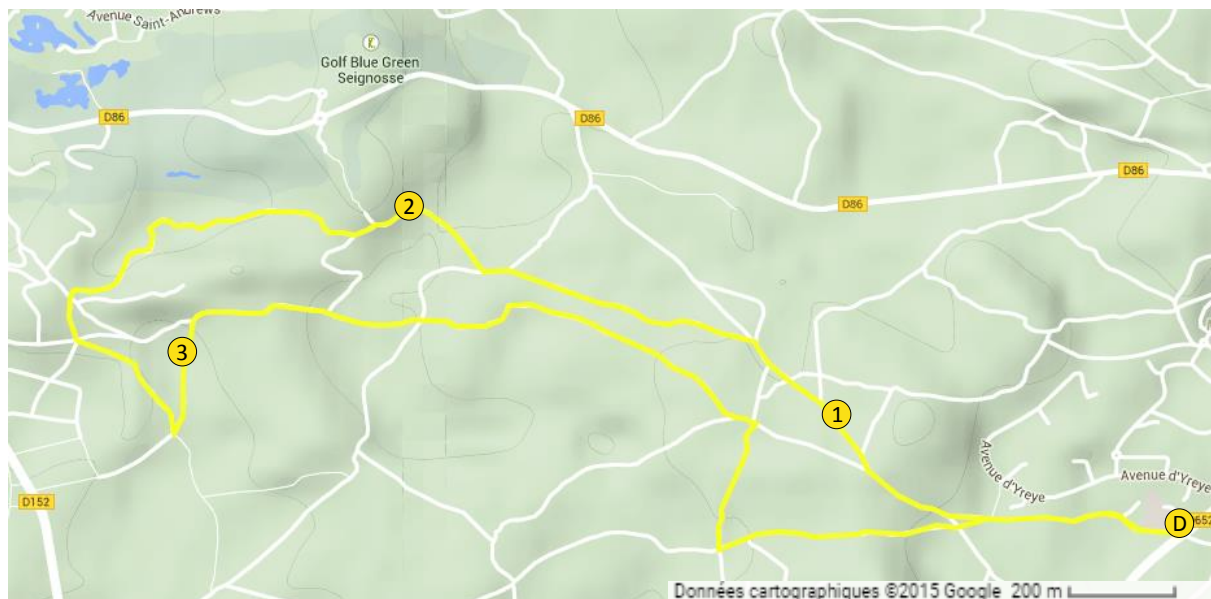 Avenue Saint-Andrews
Golf Blue Green
Seignosse
D86
D86
D86
D86
2
3
1
Avenue d'Yreye
Avenue d'Yreye
D152
D
652
Données cartographiques ©2015 Google 200 m